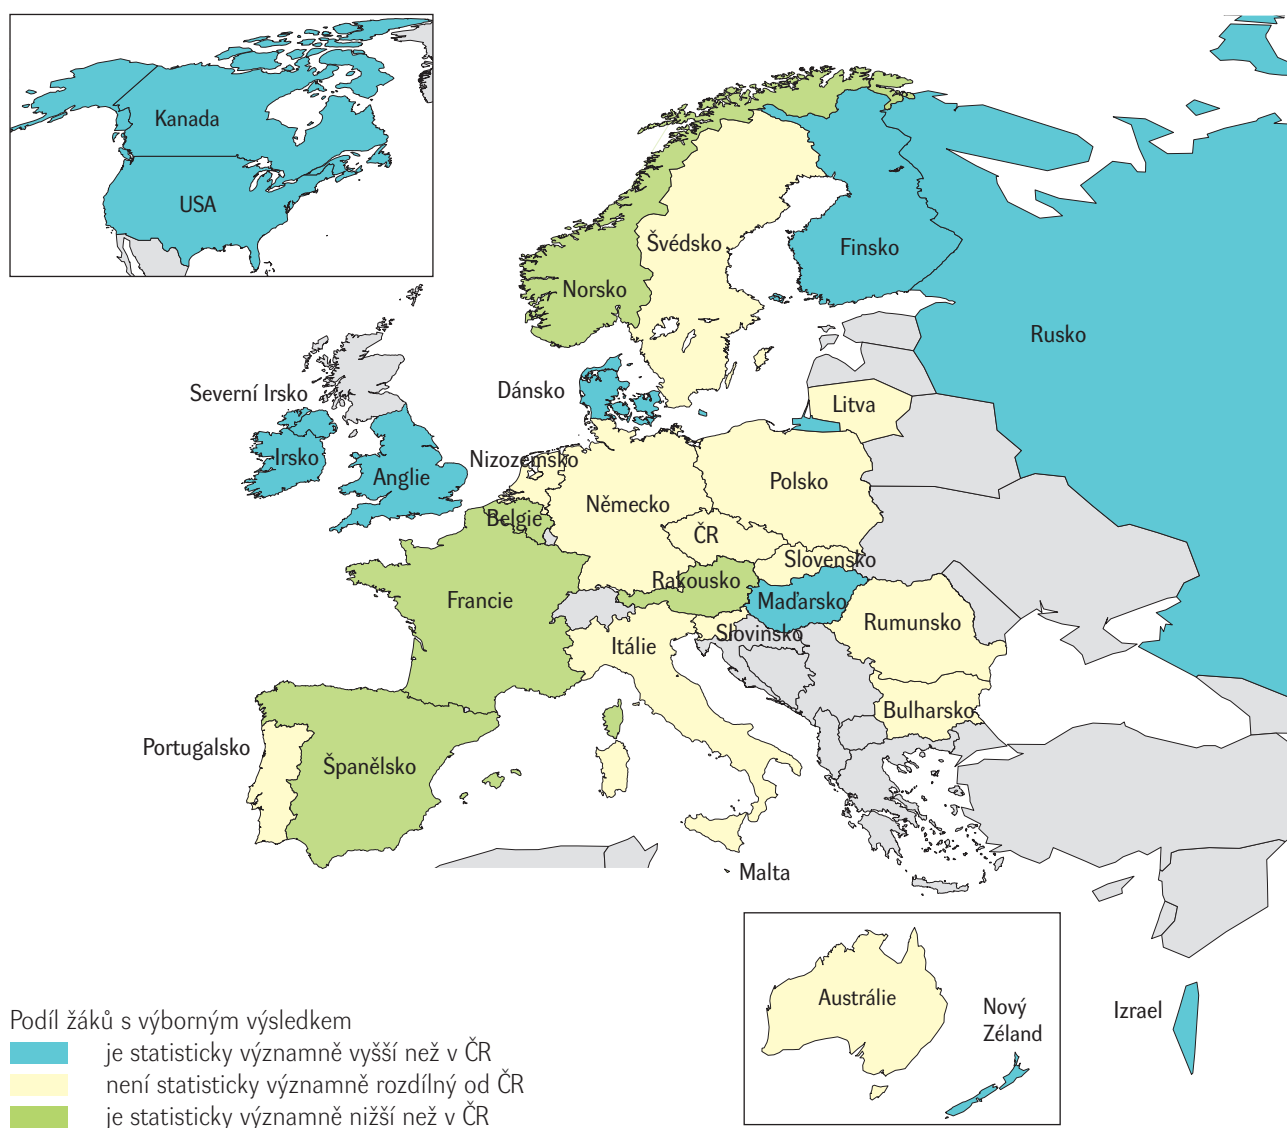 Kanada
USA
Švédsko
Finsko
Norsko
Rusko
Severní Irsko
Dánsko
Litva
Irsko
Anglie
Nizozemsko
Polsko
Německo
Belgie
ČR
Slovensko
Rakousko
Maďarsko
Francie
Rumunsko
Slovinsko
Itálie
Bulharsko
Portugalsko
Španělsko
Malta
Austrálie
Nový
Zéland
Izrael
Podíl žáků s výborným výsledkem
je statisticky významně vyšší než v ČR
není statisticky významně rozdílný od ČR
je statisticky významně nižší než v ČR